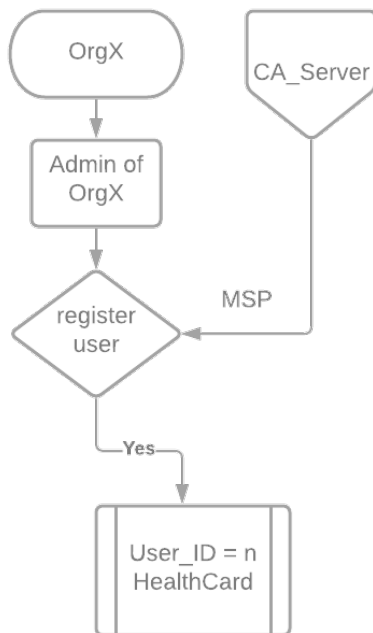 OrgX
CA_Server
Admin of
OrgX
MSP
register
user
Yes
User_ID = n
HealthCard